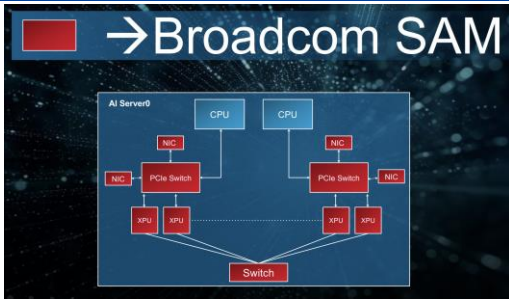 →Broadcom SAM
AI Server0
CPU CPU
NIC NIC
NIC PCIe Switch PCIe Switch NIC
XPU XPU XPU XPU
Switch